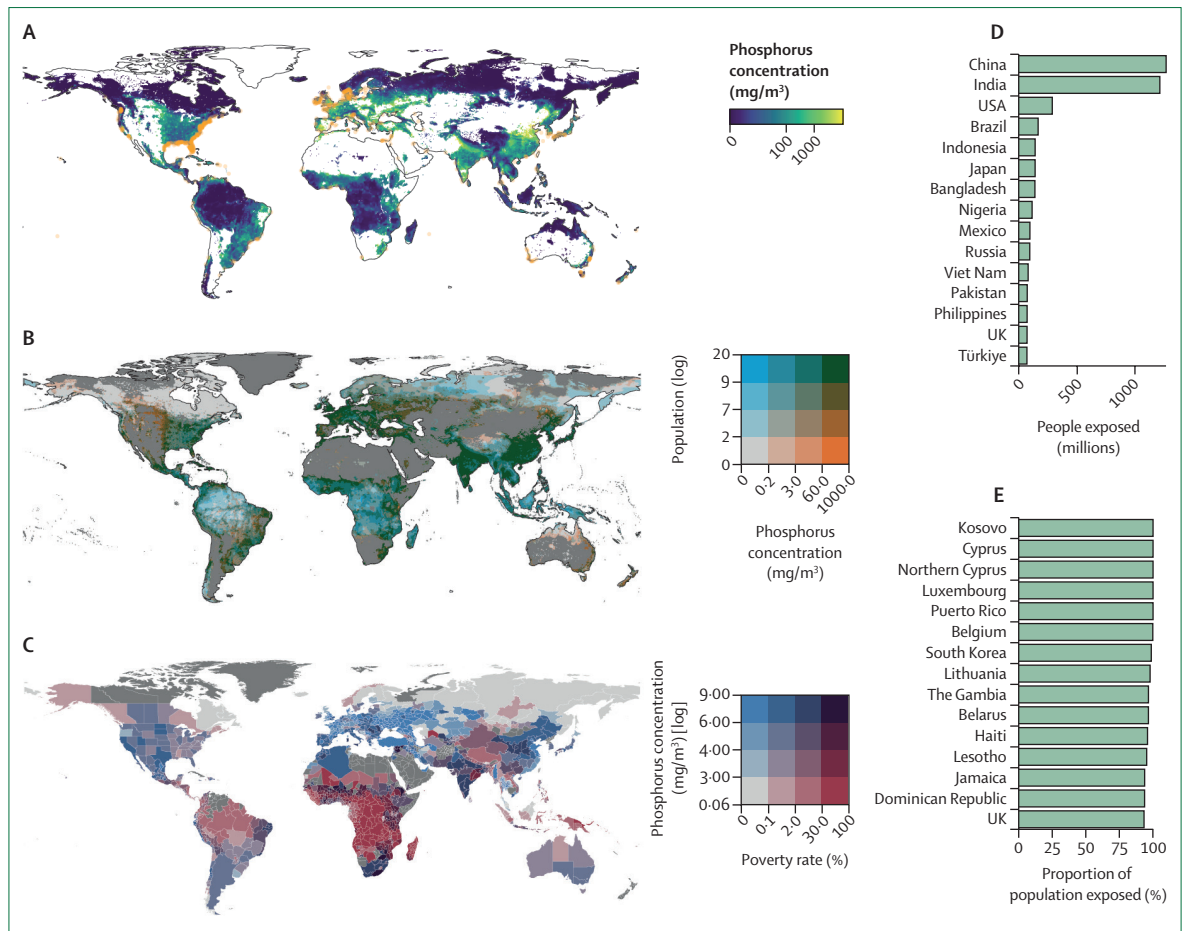 A
Phosphorus
concentration
(mg/m³)
0
100
1000
B
Population (log)
20
9
7
2
0
0
0·2
3·0
60·0
1000·0
Phosphorus
concentration
(mg/m³)
C
Phosphorus concentration
(mg/m³) [log]
9·00
6·00
4·00
3·00
0·06
0
0·1
2·0
30·0
100
Poverty rate (%)
D
China
India
USA
Brazil
Indonesia
Japan
Bangladesh
Nigeria
Mexico
Russia
Viet Nam
Pakistan
Philippines
UK
Türkiye
0
500
1000
People exposed
(millions)
E
Kosovo
Cyprus
Northern Cyprus
Luxembourg
Puerto Rico
Belgium
South Korea
Lithuania
The Gambia
Belarus
Haiti
Lesotho
Jamaica
Dominican Republic
UK
0 25 50 75 100
Proportion of
population exposed (%)